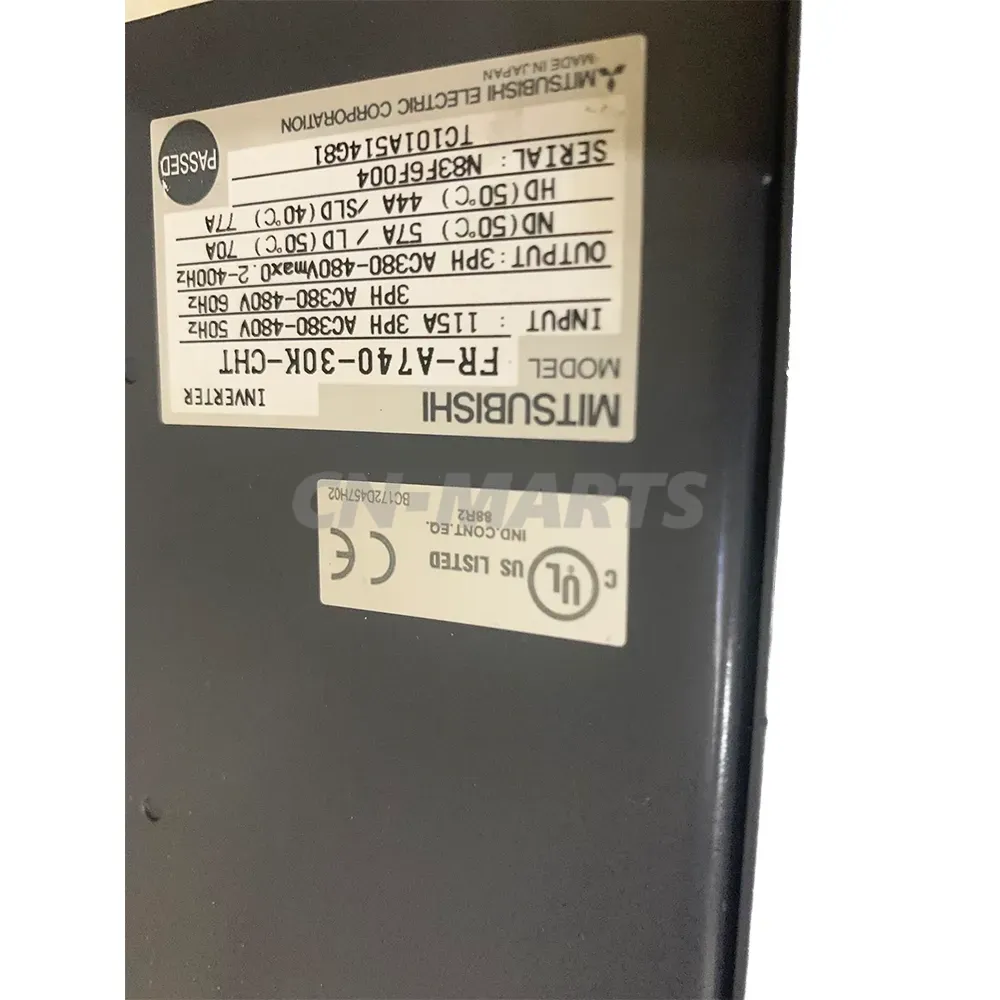 MITSUBISHI INVERTER
MODEL FR-A740-30K-CHT
INPUT : 115A 3PH AC380-480V 50Hz
3PH AC380-480V 60Hz
OUTPUT: 3PH AC380-480Vmax0.2-400Hz
ND(50°C) 57A / LD(50°C) 70A
HD(50°C) 44A /SLD(40°C) 77A
SERIAL: N83F6F004
TC101A514G81
PASSED
MITSUBISHI ELECTRIC CORPORATION
MADE IN JAPAN
C UL US LISTED CE
IND.CONT.EQ.
88R2
BC172D457H02
CN-MARTS